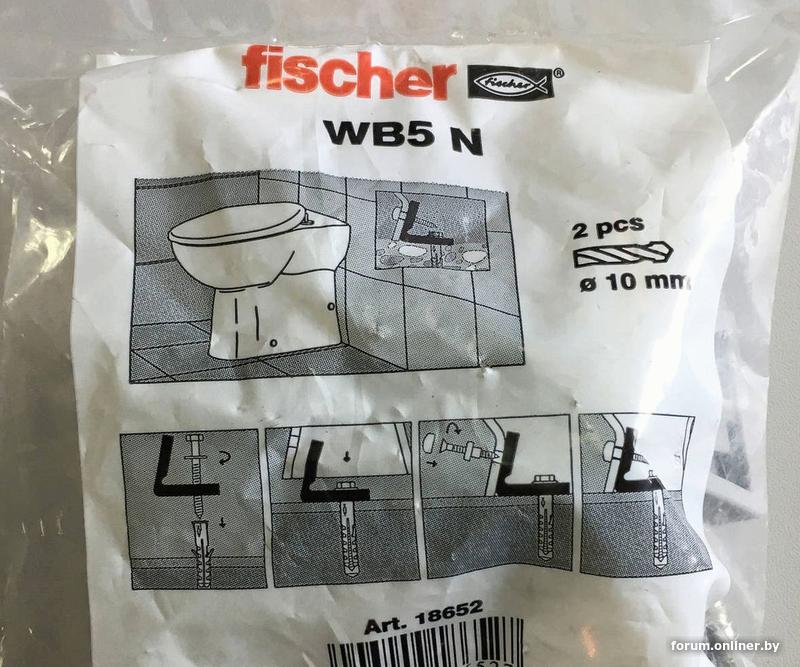 fischer fischer ®
WB5 N
2 pcs
ø 10 mm
Art. 18652
forum.onliner.by